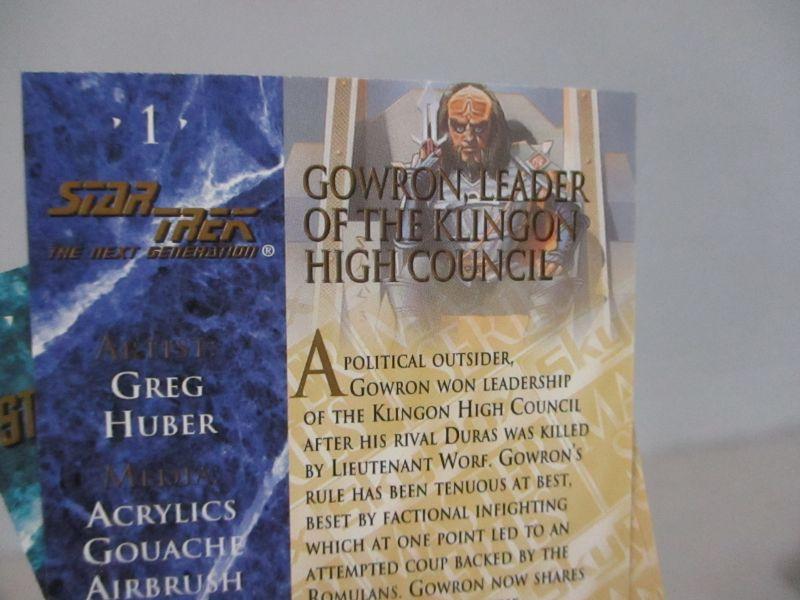 1
STAR TREK
THE NEXT GENERATION®
ARTIST:
GREG
HUBER
MEDIA:
ACRYLICS
GOUACHE
AIRBRUSH
GOWRON, LEADER
OF THE KLINGON
HIGH COUNCIL
A POLITICAL OUTSIDER,
GOWRON WON LEADERSHIP
OF THE KLINGON HIGH COUNCIL
AFTER HIS RIVAL DURAS WAS KILLED
BY LIEUTENANT WORF. GOWRON'S
RULE HAS BEEN TENUOUS AT BEST,
BESET BY FACTIONAL INFIGHTING
WHICH AT ONE POINT LED TO AN
ATTEMPTED COUP BACKED BY THE
ROMULANS. GOWRON NOW SHARES